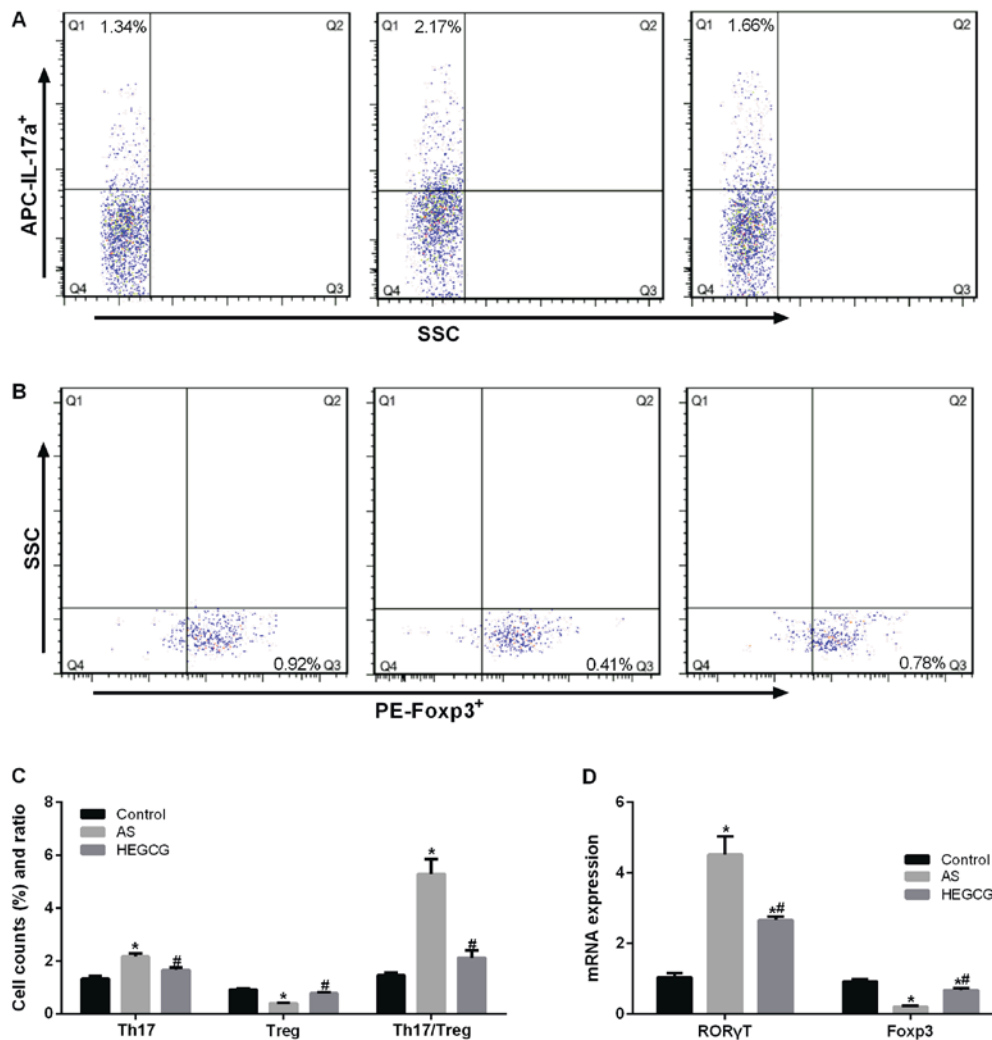 A
Q1 1.34% Q2
Q1 2.17% Q2
Q1 1.66% Q2
APC-IL-17a+
Q4 Q3
Q4 Q3
Q4 Q3
SSC
B
Q1 Q2
Q1 Q2
Q1 Q2
SSC
Q4 0.92% Q3
Q4 0.41% Q3
Q4 0.78% Q3
PE-Foxp3+
C
Cell counts (%) and ratio
8
6
4
2
0
Control
AS
HEGCG
* #
* #
* #
Th17 Treg Th17/Treg
D
mRNA expression
6
4
2
0
Control
AS
HEGCG
* *#
* *#
RORγT Foxp3